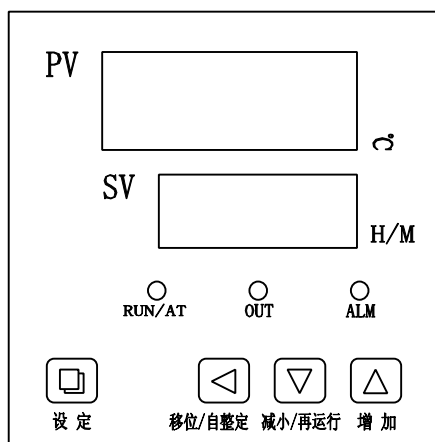 PV
℃
SV
H/M
RUN/AT OUT ALM
设定 移位/自整定 减小/再运行 增加